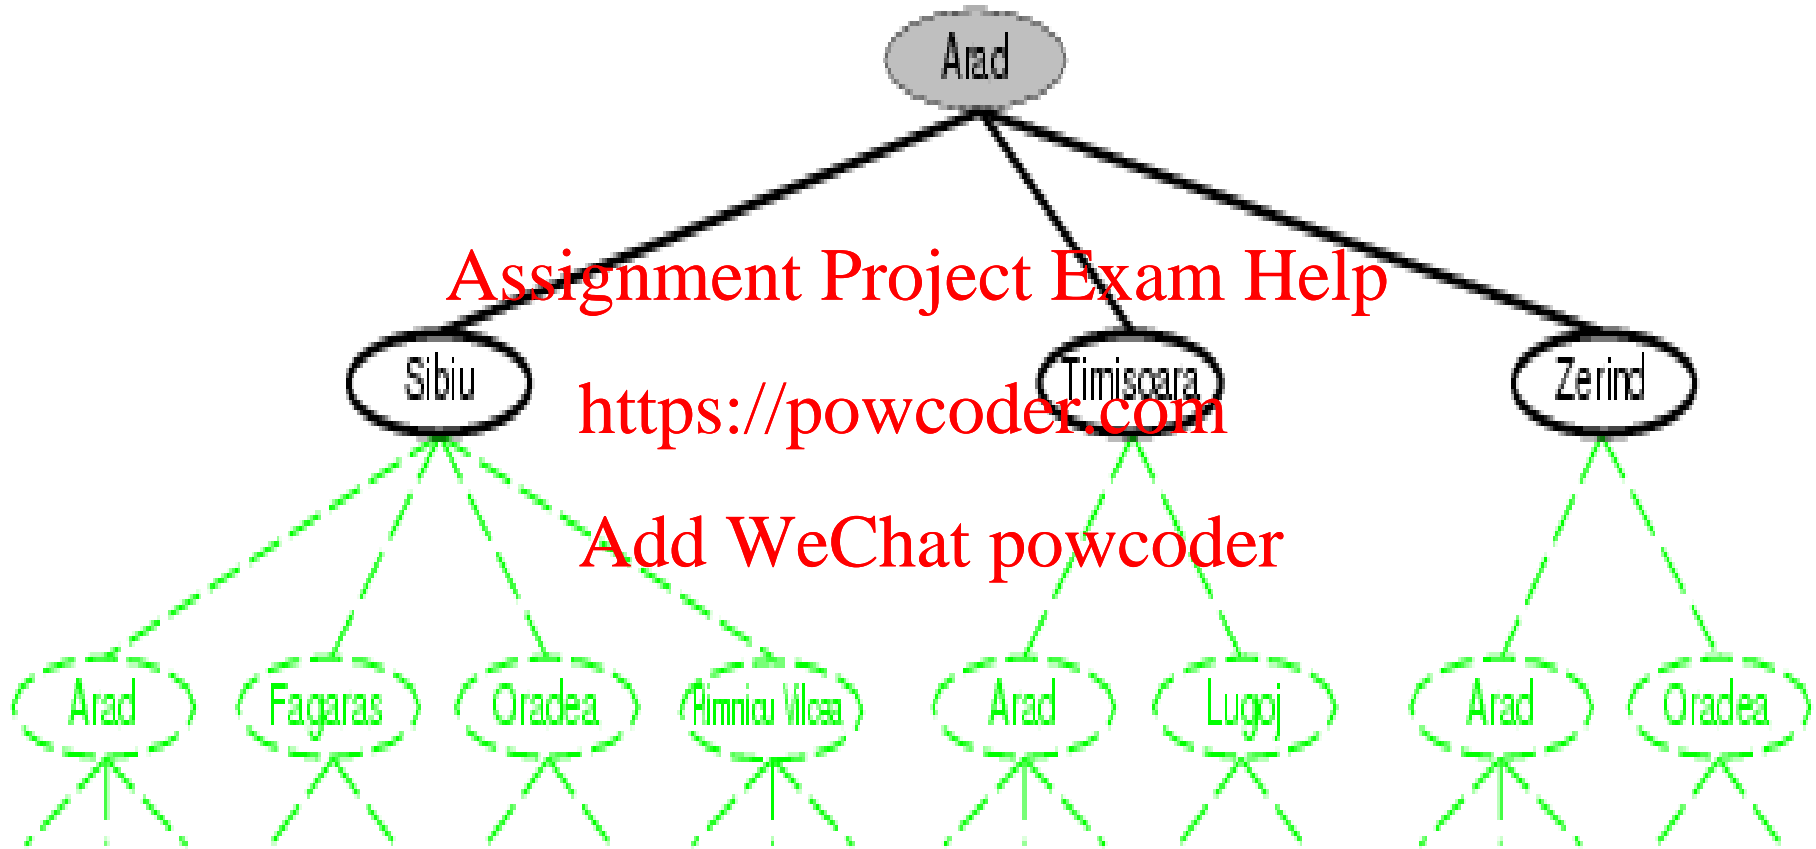 Arad
Assignment Project Exam Help
Sibiu Timisoara Zerind
https://powcoder.com
Add WeChat powcoder
Arad Fagaras Oradea Rimnicu Vilcea Arad Lugoj Arad Oradea